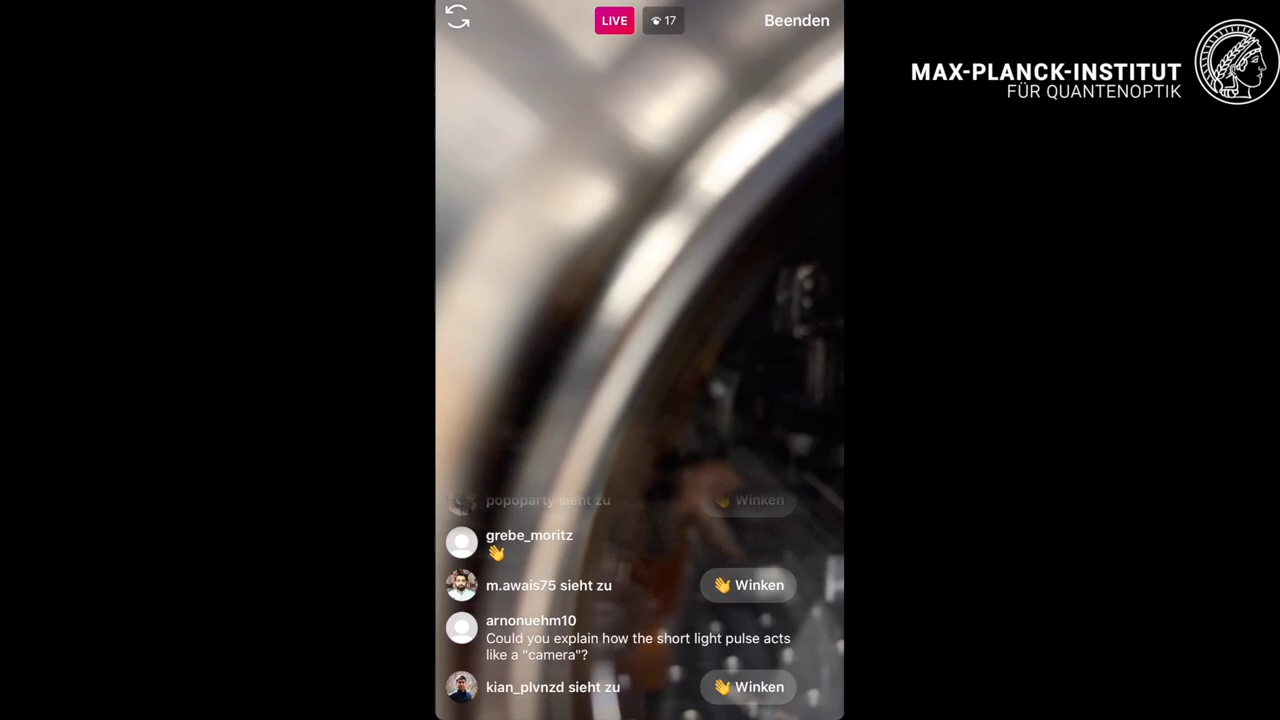 LIVE
17
Beenden
MAX-PLANCK-INSTITUT
FÜR QUANTENOPTIK
popoparty sieht zu
👋 Winken
grebe_moritz
👋
m.awais75 sieht zu
👋 Winken
arnonuehm10
Could you explain how the short light pulse acts
like a "camera"?
kian_plvnzd sieht zu
👋 Winken